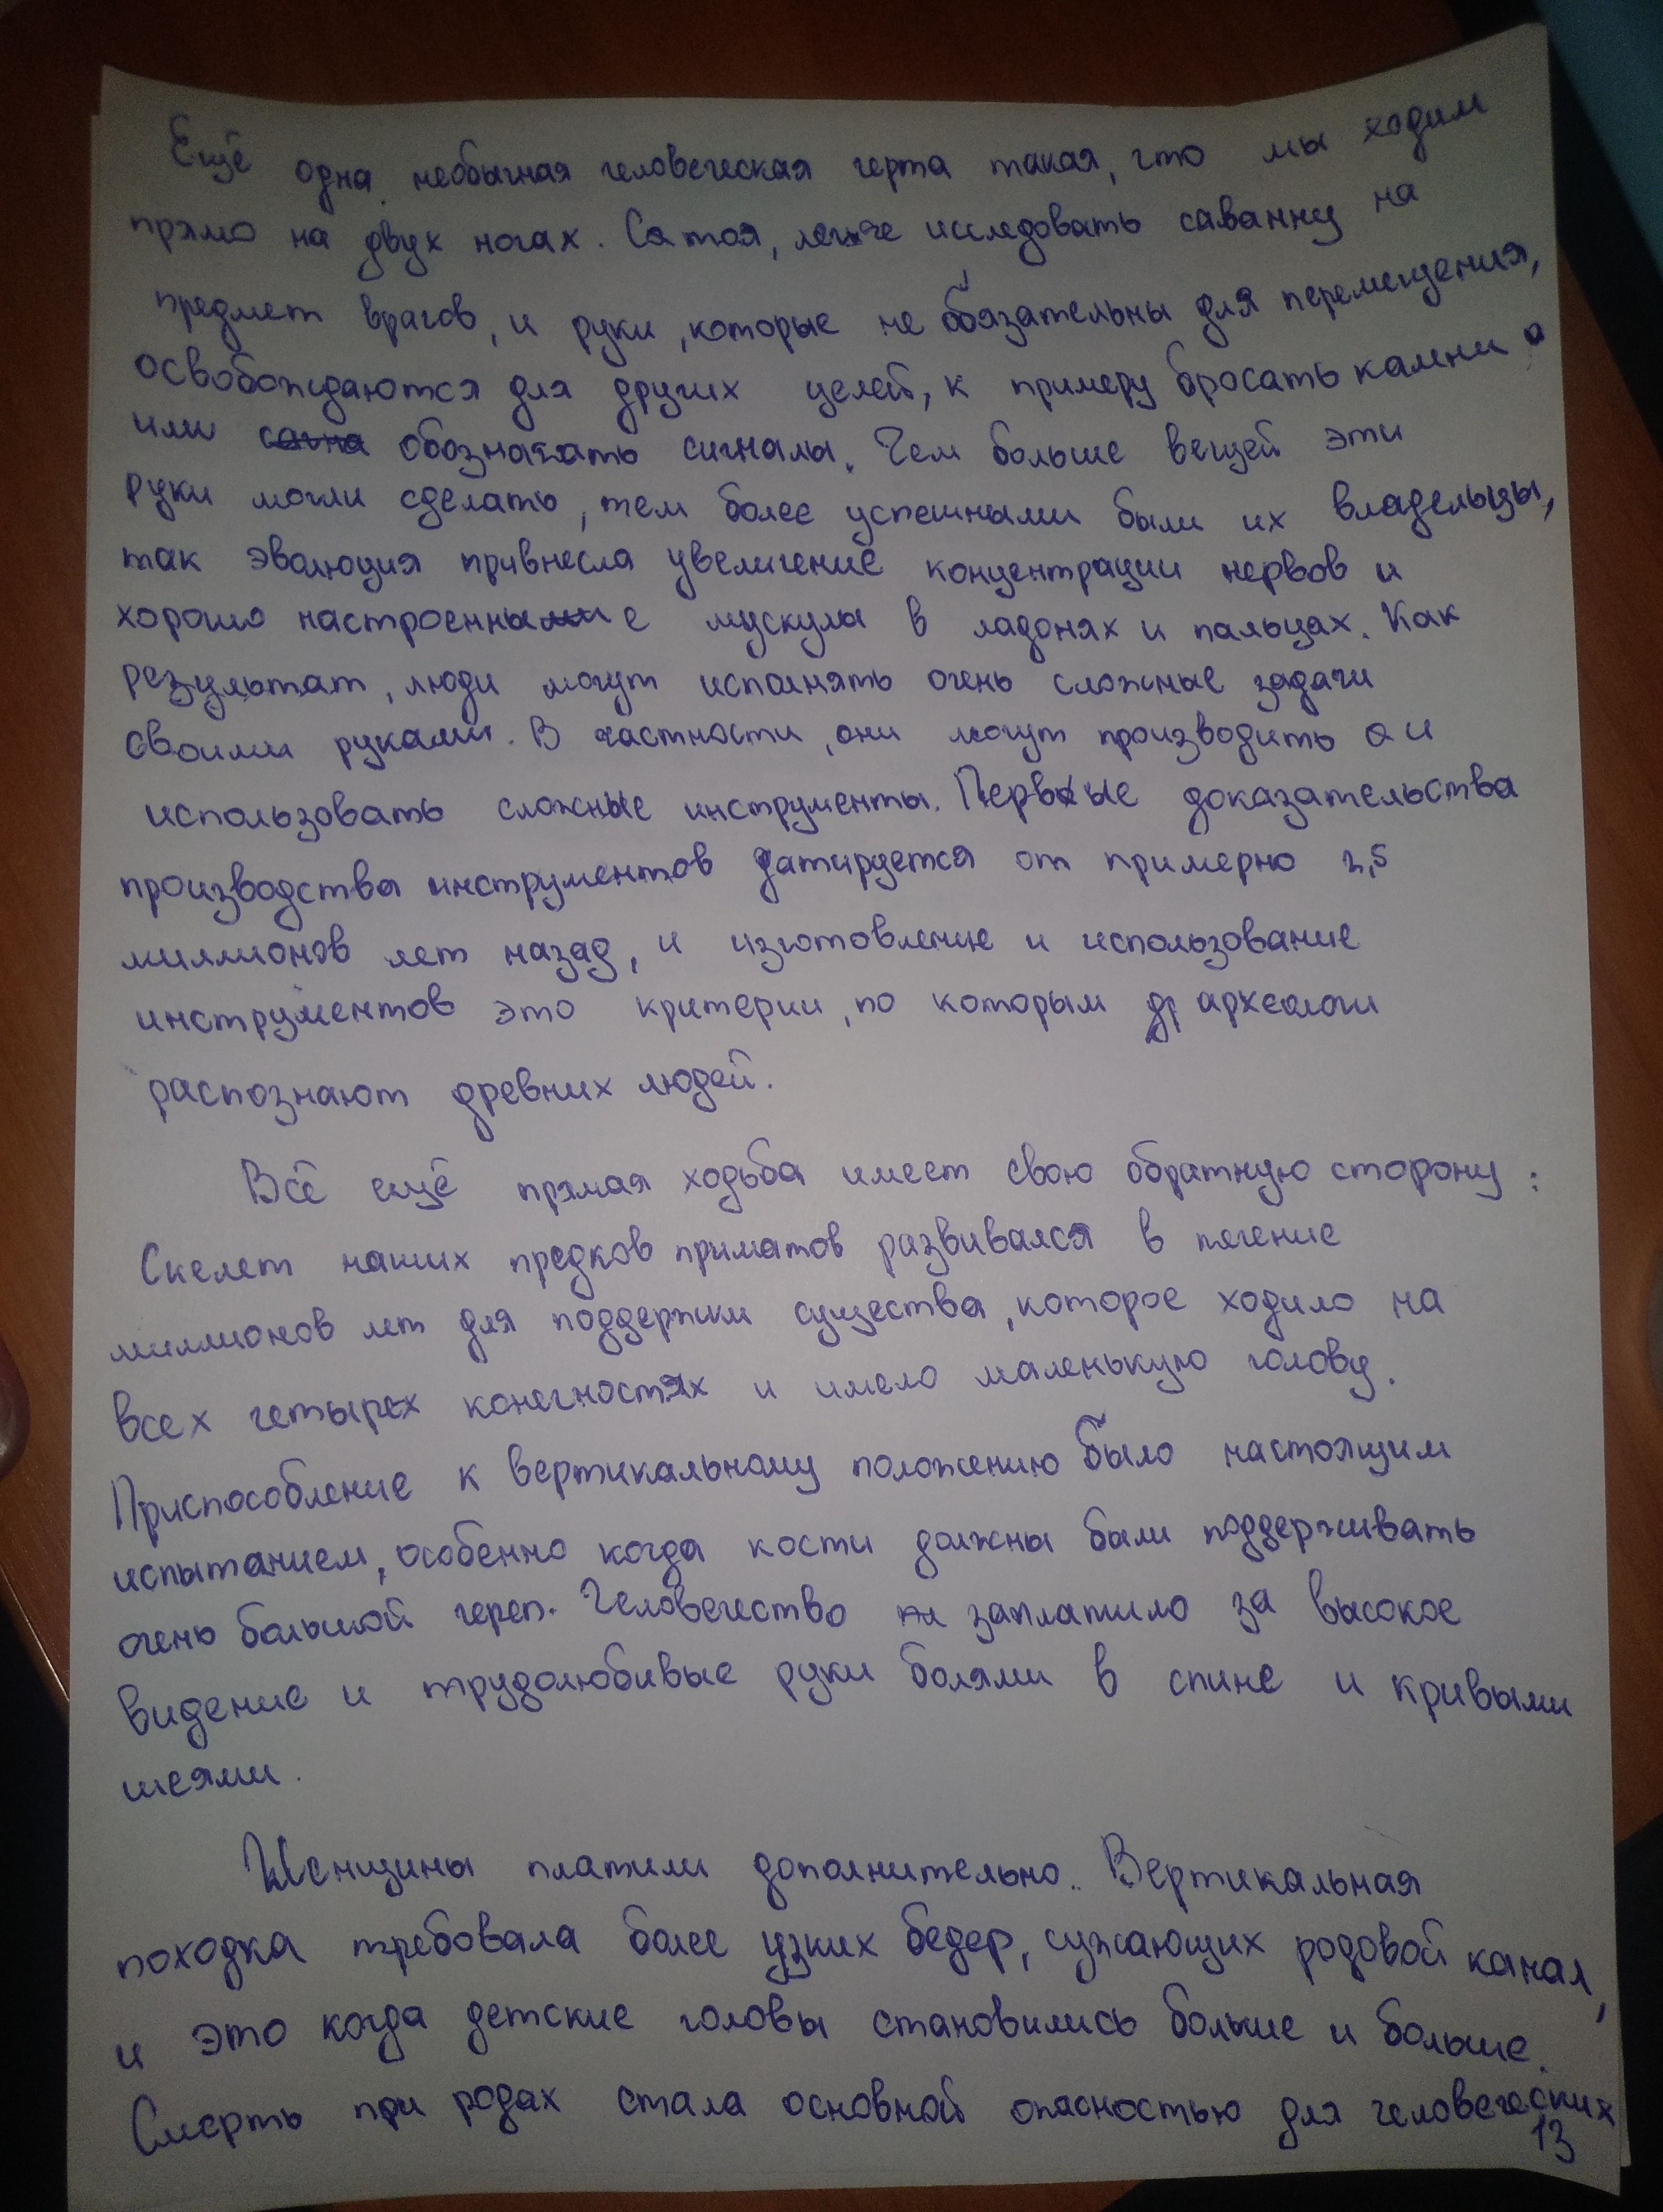 Ещё одна необычная человеческая черта такая, что мы ходим
прямо на двух ногах. Стоя, легче исследовать саванну на
предмет врагов, и руки, которые не обязательны для перемещения,
освобождаются для других целей, к примеру бросать камни
или обозначать сигналы. Чем больше вещей эти
руки могли сделать, тем более успешными были их владельцы,
так эволюция привнесла увеличение концентрации нервов и
хорошо настроенные мускулы в ладонях и пальцах. Как
результат, люди могут исполнять очень сложные задачи
своими руками. В частности, они могут производить и
использовать сложные инструменты. Первые доказательства
производства инструментов датируется от примерно 2,5
миллионов лет назад, и изготовление и использование
инструментов это критерии, по которым археологи
распознают древних людей.
Всё ещё прямая ходьба имеет свою обратную сторону:
Скелет наших предков приматов развивался в течение
миллионов лет для поддержки существа, которое ходило на
всех четырех конечностях и имело маленькую голову.
Приспособление к вертикальному положению было настоящим
испытанием, особенно когда кости должны были поддерживать
очень большой череп. Человечество заплатило за высокое
видение и трудолюбивые руки болями в спине и кривыми
шеями.
Женщины платили дополнительно. Вертикальная
походка требовала более узких бедер, сужающих родовой канал,
и это когда детские головы становились больше и больше.
Смерть при родах стала основной опасностью для человеческих
13